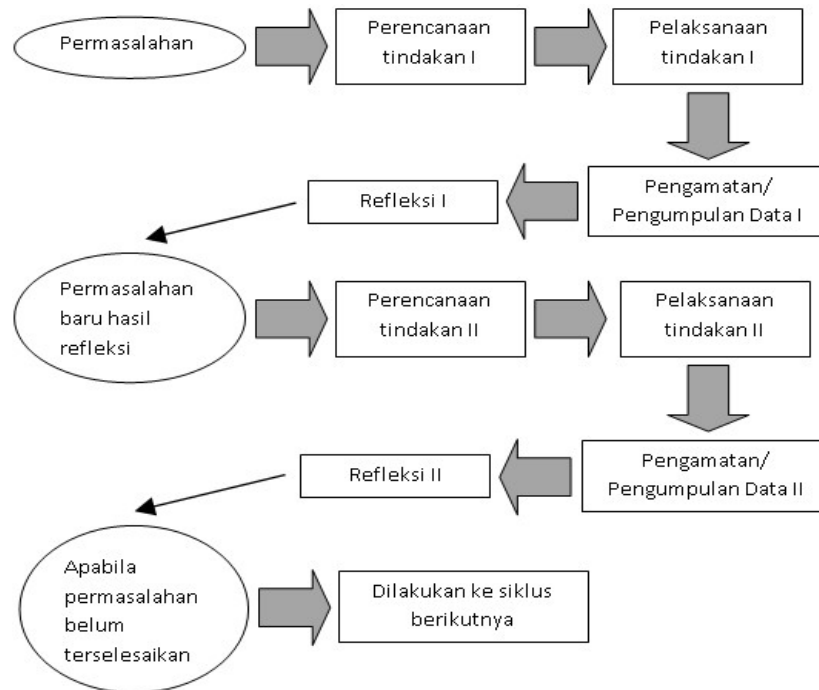 Permasalahan
Perencanaan
tindakan I
Pelaksanaan
tindakan I
Pengamatan/
Pengumpulan Data I
Refleksi I
Permasalahan
baru hasil
refleksi
Perencanaan
tindakan II
Pelaksanaan
tindakan II
Pengamatan/
Pengumpulan Data II
Refleksi II
Apabila
permasalahan
belum
terselesaikan
Dilakukan ke siklus
berikutnya